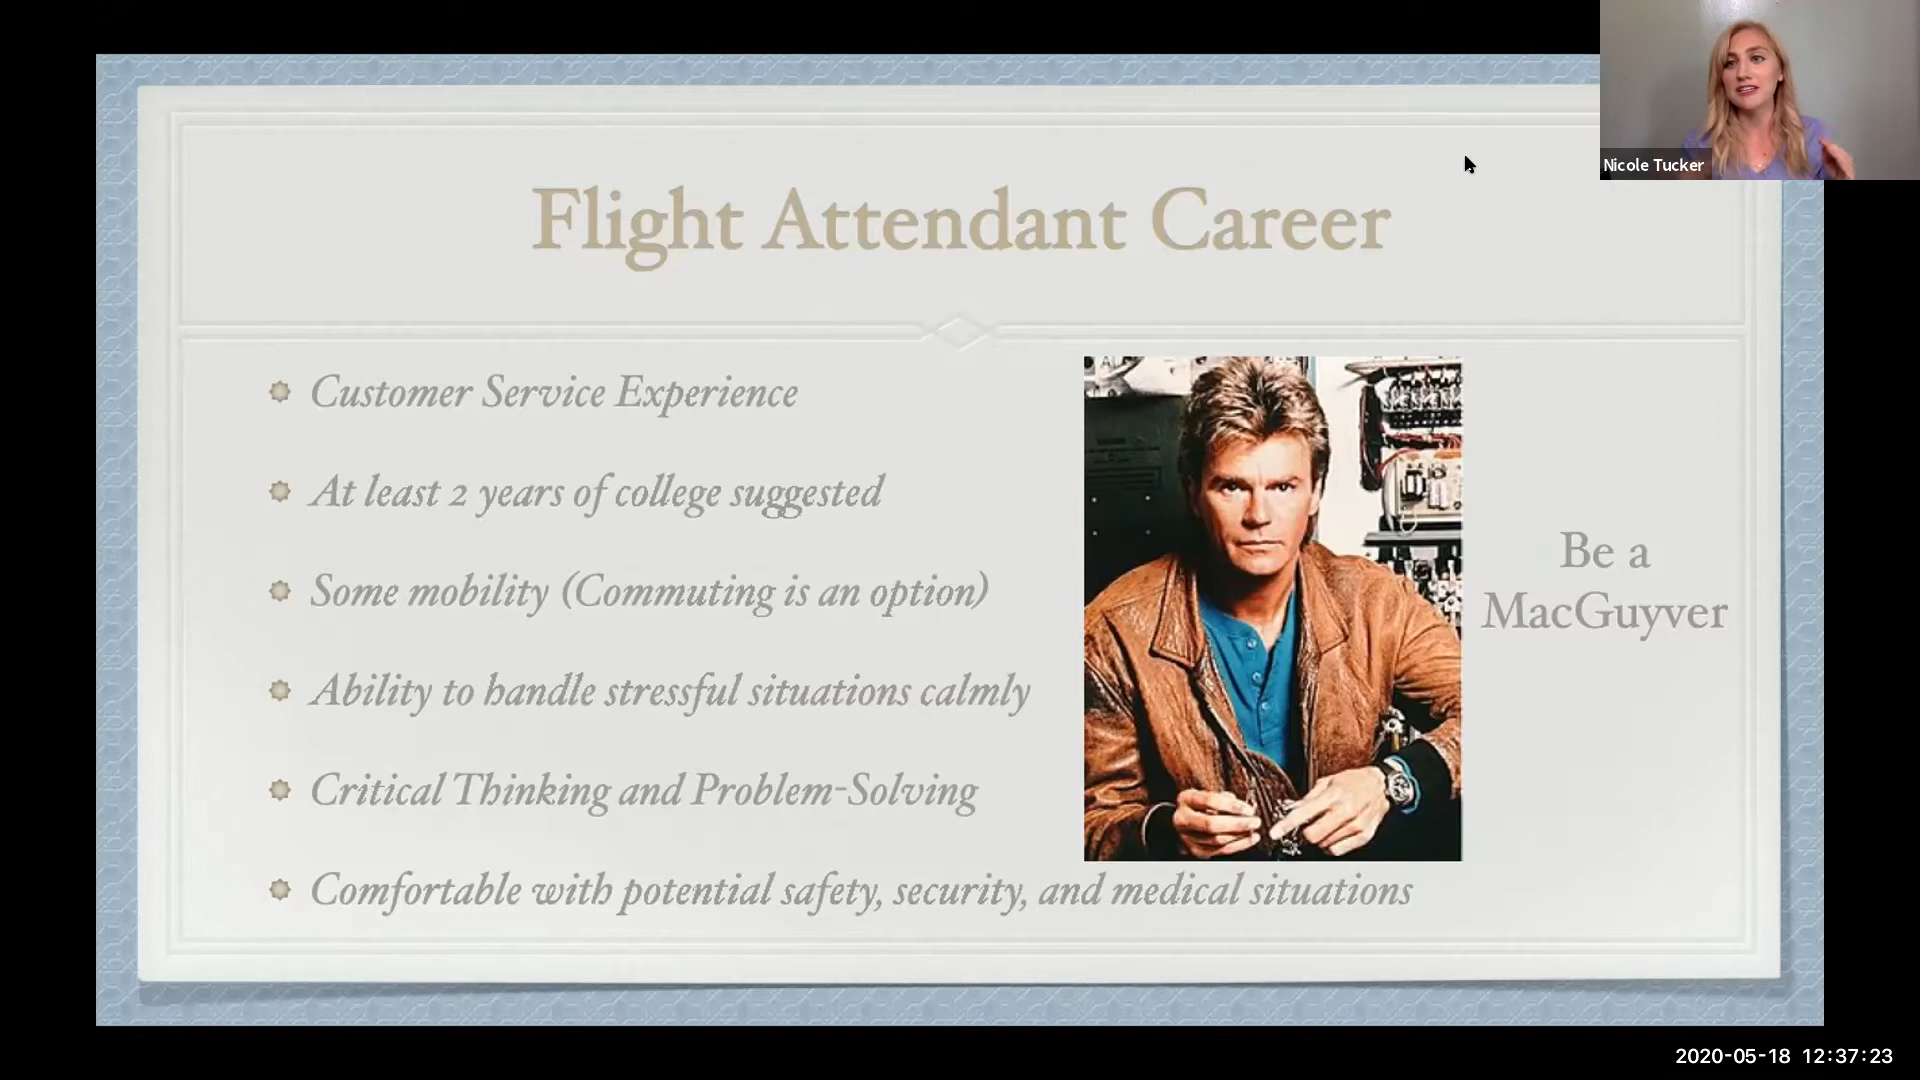 Nicole Tucker
Flight Attendant Career
Customer Service Experience
At least 2 years of college suggested
Some mobility (Commuting is an option)
Ability to handle stressful situations calmly
Critical Thinking and Problem-Solving
Comfortable with potential safety, security, and medical situations
Be a
MacGuyver
2020-05-18 12:37:23